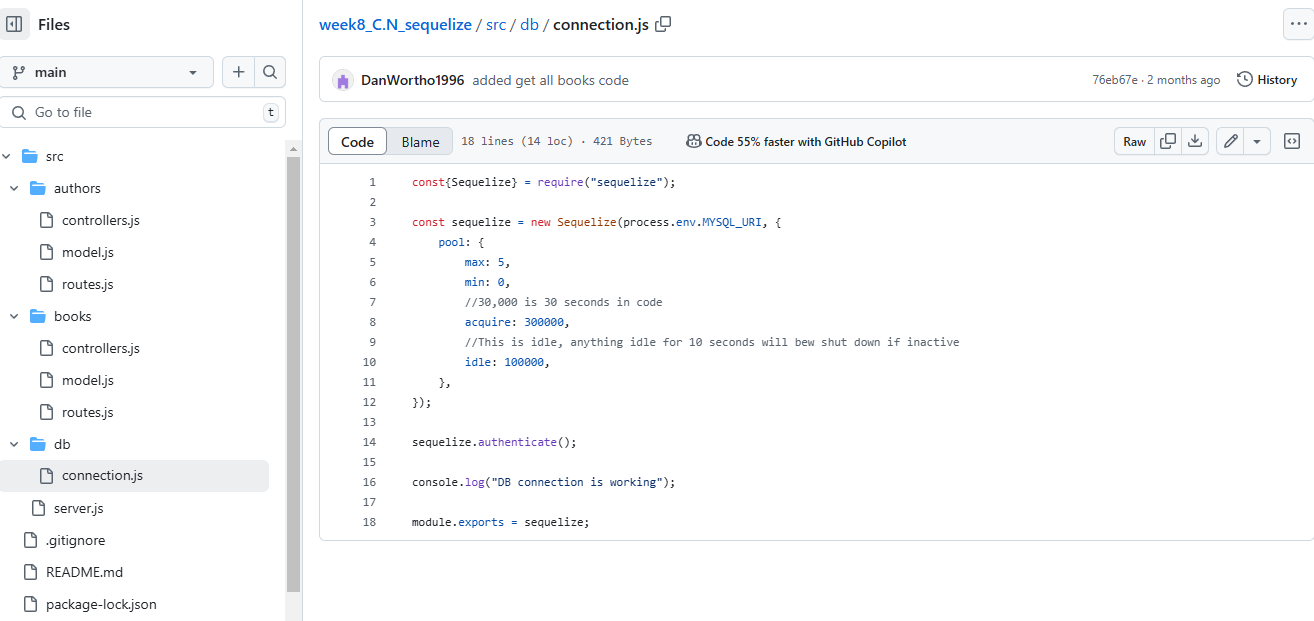 Files
main
Go to file
t
src
authors
controllers.js
model.js
routes.js
books
controllers.js
model.js
routes.js
db
connection.js
server.js
.gitignore
README.md
package-lock.json
week8_C.N_sequelize / src / db / connection.js
DanWortho1996 added get all books code
76eb67e · 2 months ago
History
Code
Blame
18 lines (14 loc) · 421 Bytes
Code 55% faster with GitHub Copilot
Raw
1 const{Sequelize} = require("sequelize");
2
3 const sequelize = new Sequelize(process.env.MYSQL_URI, {
4     pool: {
5         max: 5,
6         min: 0,
7         //30,000 is 30 seconds in code
8         acquire: 300000,
9         //This is idle, anything idle for 10 seconds will bew shut down if inactive
10         idle: 100000,
11     },
12 });
13
14 sequelize.authenticate();
15
16 console.log("DB connection is working");
17
18 module.exports = sequelize;